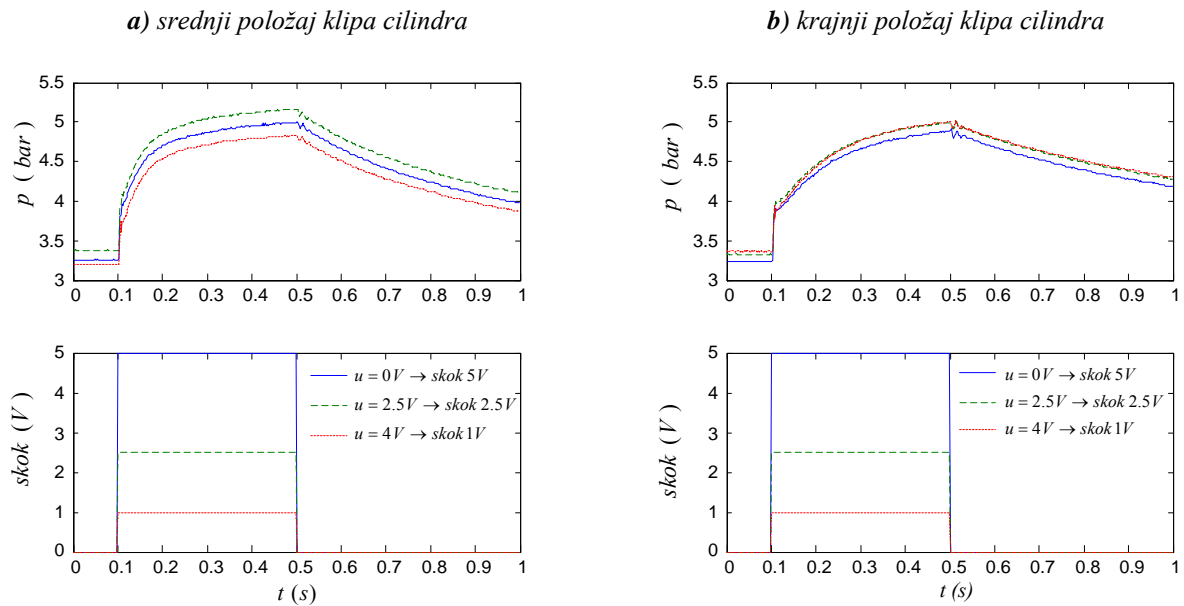 a) srednji položaj klipa cilindra
5.5
5
4.5
4
3.5
3
p ( bar )
0 0.1 0.2 0.3 0.4 0.5 0.6 0.7 0.8 0.9 1
5
4
3
2
1
0
skok (V)
u = 0V → skok 5V
u = 2.5V → skok 2.5V
u = 4V → skok 1V
0 0.1 0.2 0.3 0.4 0.5 0.6 0.7 0.8 0.9 1
t (s)
b) krajnji položaj klipa cilindra
5.5
5
4.5
4
3.5
3
p ( bar )
0 0.1 0.2 0.3 0.4 0.5 0.6 0.7 0.8 0.9 1
5
4
3
2
1
0
skok (V)
u = 0V → skok 5V
u = 2.5V → skok 2.5V
u = 4V → skok 1V
0 0.1 0.2 0.3 0.4 0.5 0.6 0.7 0.8 0.9 1
t (s)